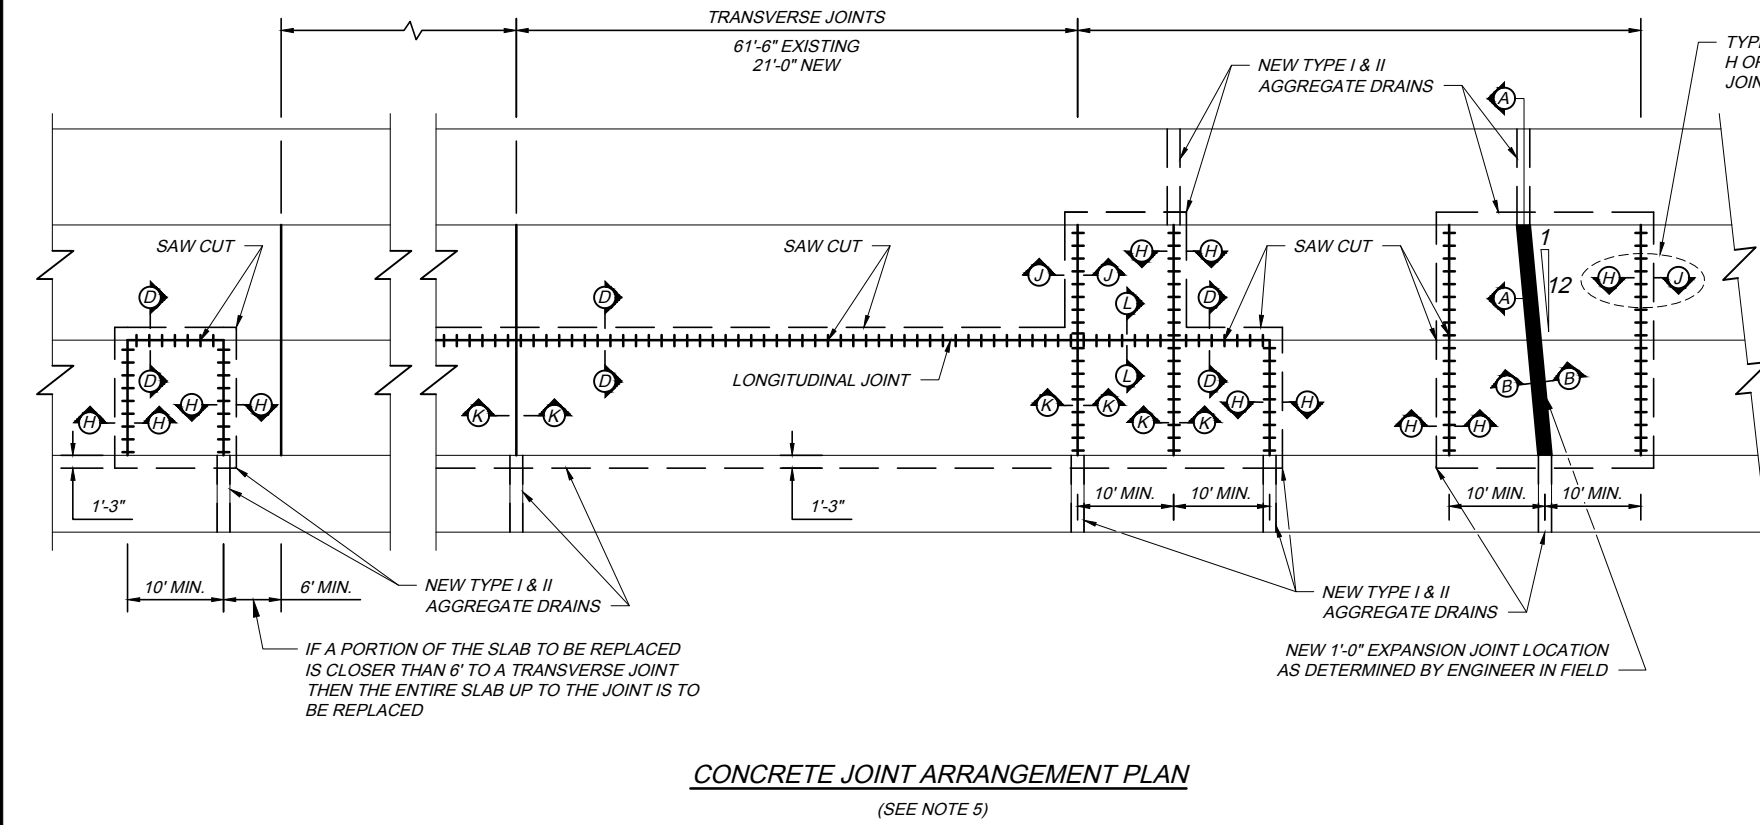 TRANSVERSE JOINTS
61'-6" EXISTING
21'-0" NEW
NEW TYPE I & II
AGGREGATE DRAINS
H
JOIN
A
SAW CUT
SAW CUT
SAW CUT
1
12
D
D
J
J
H
H
L
D
A
H
J
D
D
LONGITUDINAL JOINT
L
D
B
B
H
H
H
H
K
K
K
K
K
K
H
H
H
H
1'-3"
1'-3"
10' MIN.
10' MIN.
10' MIN.
10' MIN.
10' MIN.
6' MIN.
NEW TYPE I & II
AGGREGATE DRAINS
NEW TYPE I & II
AGGREGATE DRAINS
IF A PORTION OF THE SLAB TO BE REPLACED
IS CLOSER THAN 6' TO A TRANSVERSE JOINT
THEN THE ENTIRE SLAB UP TO THE JOINT IS TO
BE REPLACED
NEW 1'-0" EXPANSION JOINT LOCATION
AS DETERMINED BY ENGINEER IN FIELD
CONCRETE JOINT ARRANGEMENT PLAN
(SEE NOTE 5)